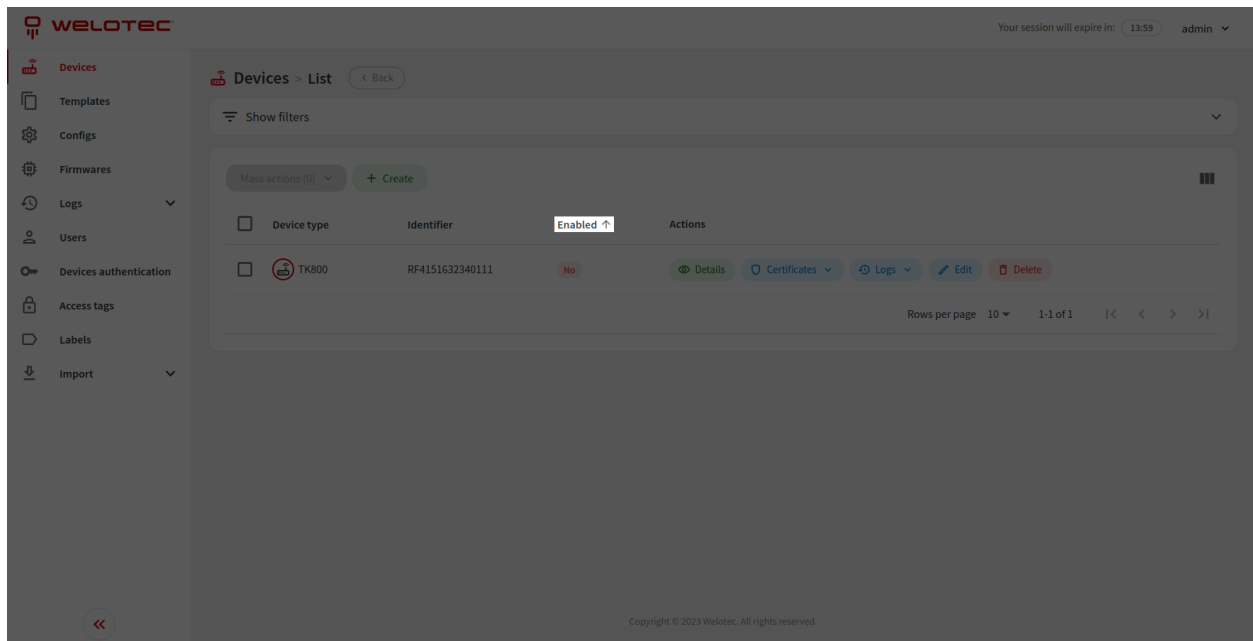 WELOTEC
Your session will expire in: 13:59 admin
Devices
Templates
Configs
Firmwares
Logs
Users
Devices authentication
Access tags
Labels
Import
Devices > List < Back
Show filters
Mass actions (0) + Create
Device type Identifier Enabled ↑ Actions
TK800 RF4151632340111 No Details Certificates Logs Edit Delete
Rows per page 10 1-1 of 1
Copyright © 2023 Welotec. All rights reserved.